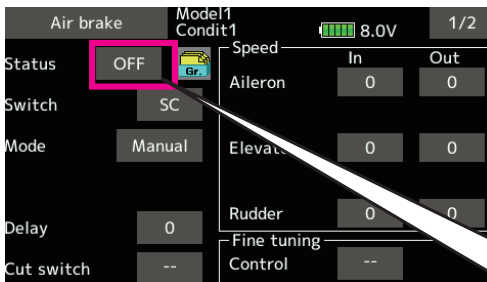 Air brake
Model1
Condit1
8.0V
1/2
Status OFF Gr.
Switch SC
Mode Manual
Delay 0
Cut switch --
Speed
In Out
Aileron 0 0
0 0
Rudder 0 0
Fine tuning
Control --